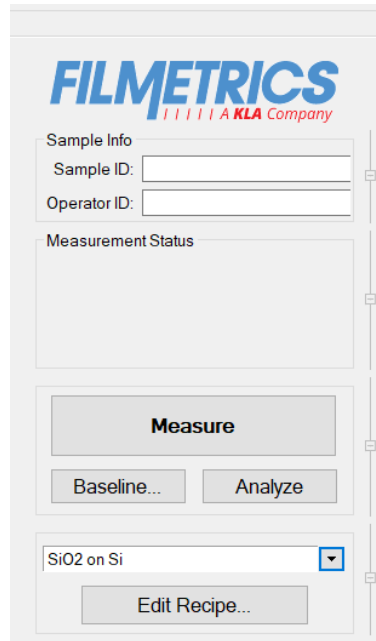 FILMETRICS
A KLA Company
Sample Info
Sample ID:
Operator ID:
Measurement Status
Measure
Baseline... Analyze
SiO2 on Si
Edit Recipe...